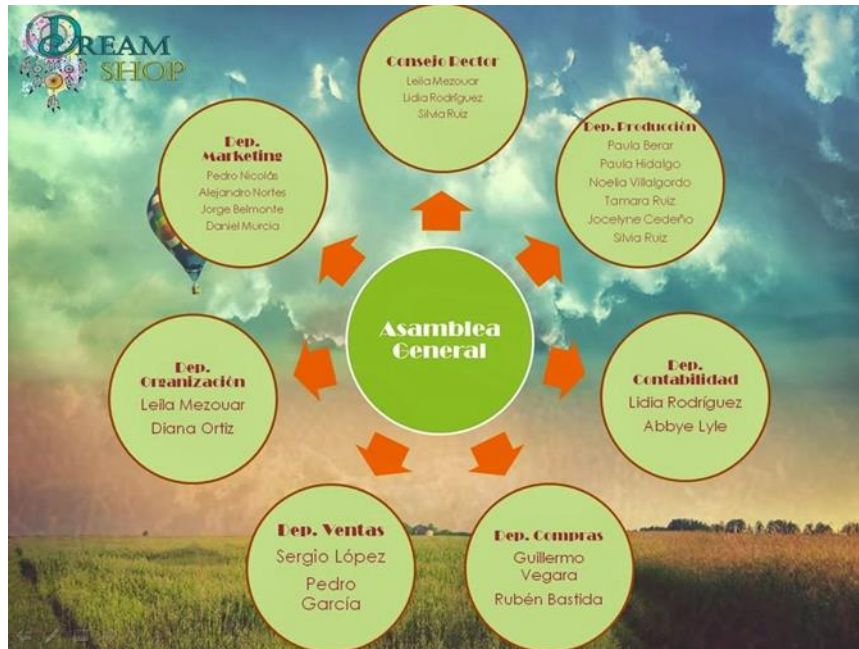 DREAM
SHOP
Consejo Rector
Leila Mezouar
Lidia Rodríguez
Silvia Ruiz
Dep. Producción
Paula Berar
Paula Hidalgo
Noelia Villalgordo
Tamara Ruiz
Jocelyne Cedeño
Silvia Ruiz
Dep.
Contabilidad
Lidia Rodríguez
Abbye Lyle
Dep. Compras
Guillermo
Vegara
Rubén Bastida
Dep. Ventas
Sergio López
Pedro
García
Dep.
Organización
Leila Mezouar
Diana Ortiz
Dep.
Marketing
Pedro Nicolás
Alejandro Nortes
Jorge Belmonte
Daniel Murcia
Asamblea
General